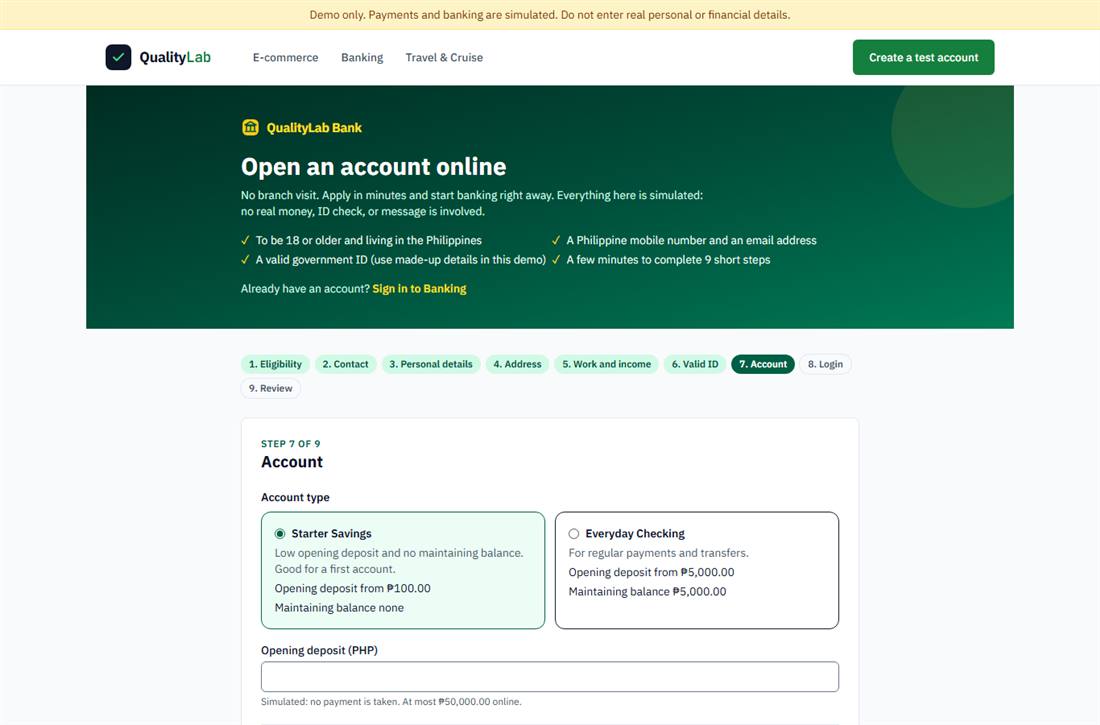 Demo only. Payments and banking are simulated. Do not enter real personal or financial details.
QualityLab
E-commerce
Banking
Travel & Cruise
Create a test account
QualityLab Bank
Open an account online
No branch visit. Apply in minutes and start banking right away. Everything here is simulated:
no real money, ID check, or message is involved.
✓ To be 18 or older and living in the Philippines
✓ A Philippine mobile number and an email address
✓ A valid government ID (use made-up details in this demo)
✓ A few minutes to complete 9 short steps
Already have an account? Sign in to Banking
1. Eligibility
2. Contact
3. Personal details
4. Address
5. Work and income
6. Valid ID
7. Account
8. Login
9. Review
STEP 7 OF 9
Account
Account type
Starter Savings
Low opening deposit and no maintaining balance.
Good for a first account.
Opening deposit from ₱100.00
Maintaining balance none
Everyday Checking
For regular payments and transfers.
Opening deposit from ₱5,000.00
Maintaining balance ₱5,000.00
Opening deposit (PHP)
Simulated: no payment is taken. At most ₱50,000.00 online.